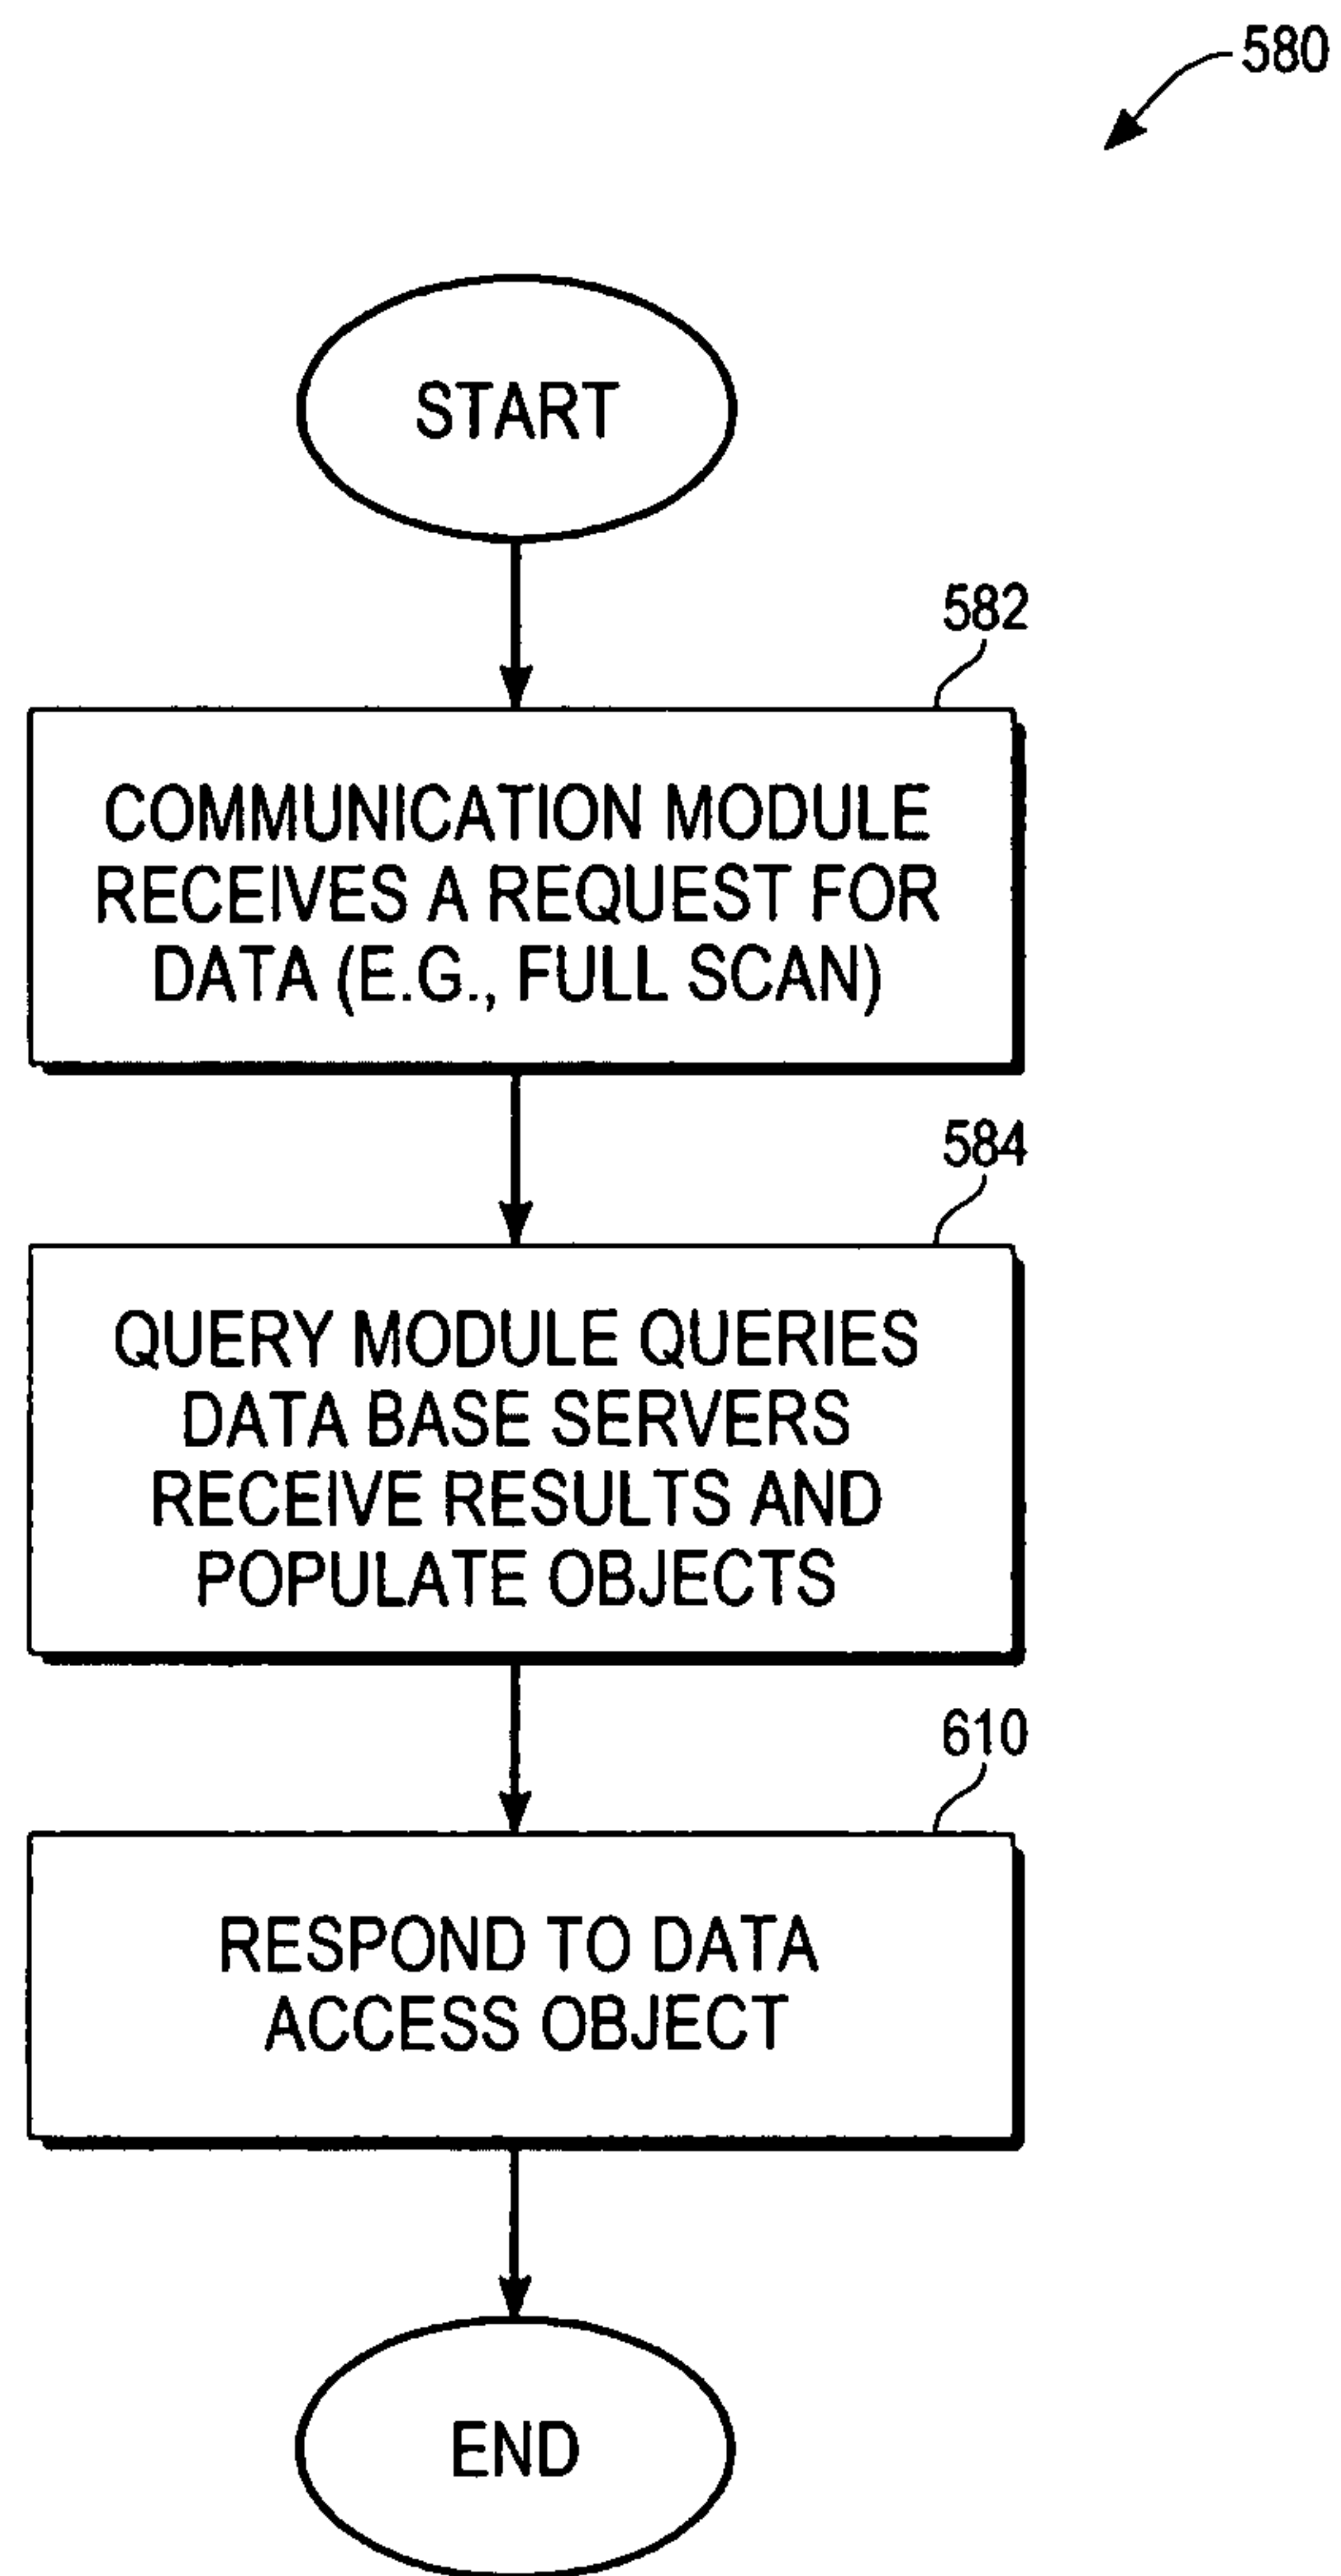 580
START
582
COMMUNICATION MODULE
RECEIVES A REQUEST FOR
DATA (E.G., FULL SCAN)
584
QUERY MODULE QUERIES
DATA BASE SERVERS
RECEIVE RESULTS AND
POPULATE OBJECTS
610
RESPOND TO DATA
ACCESS OBJECT
END